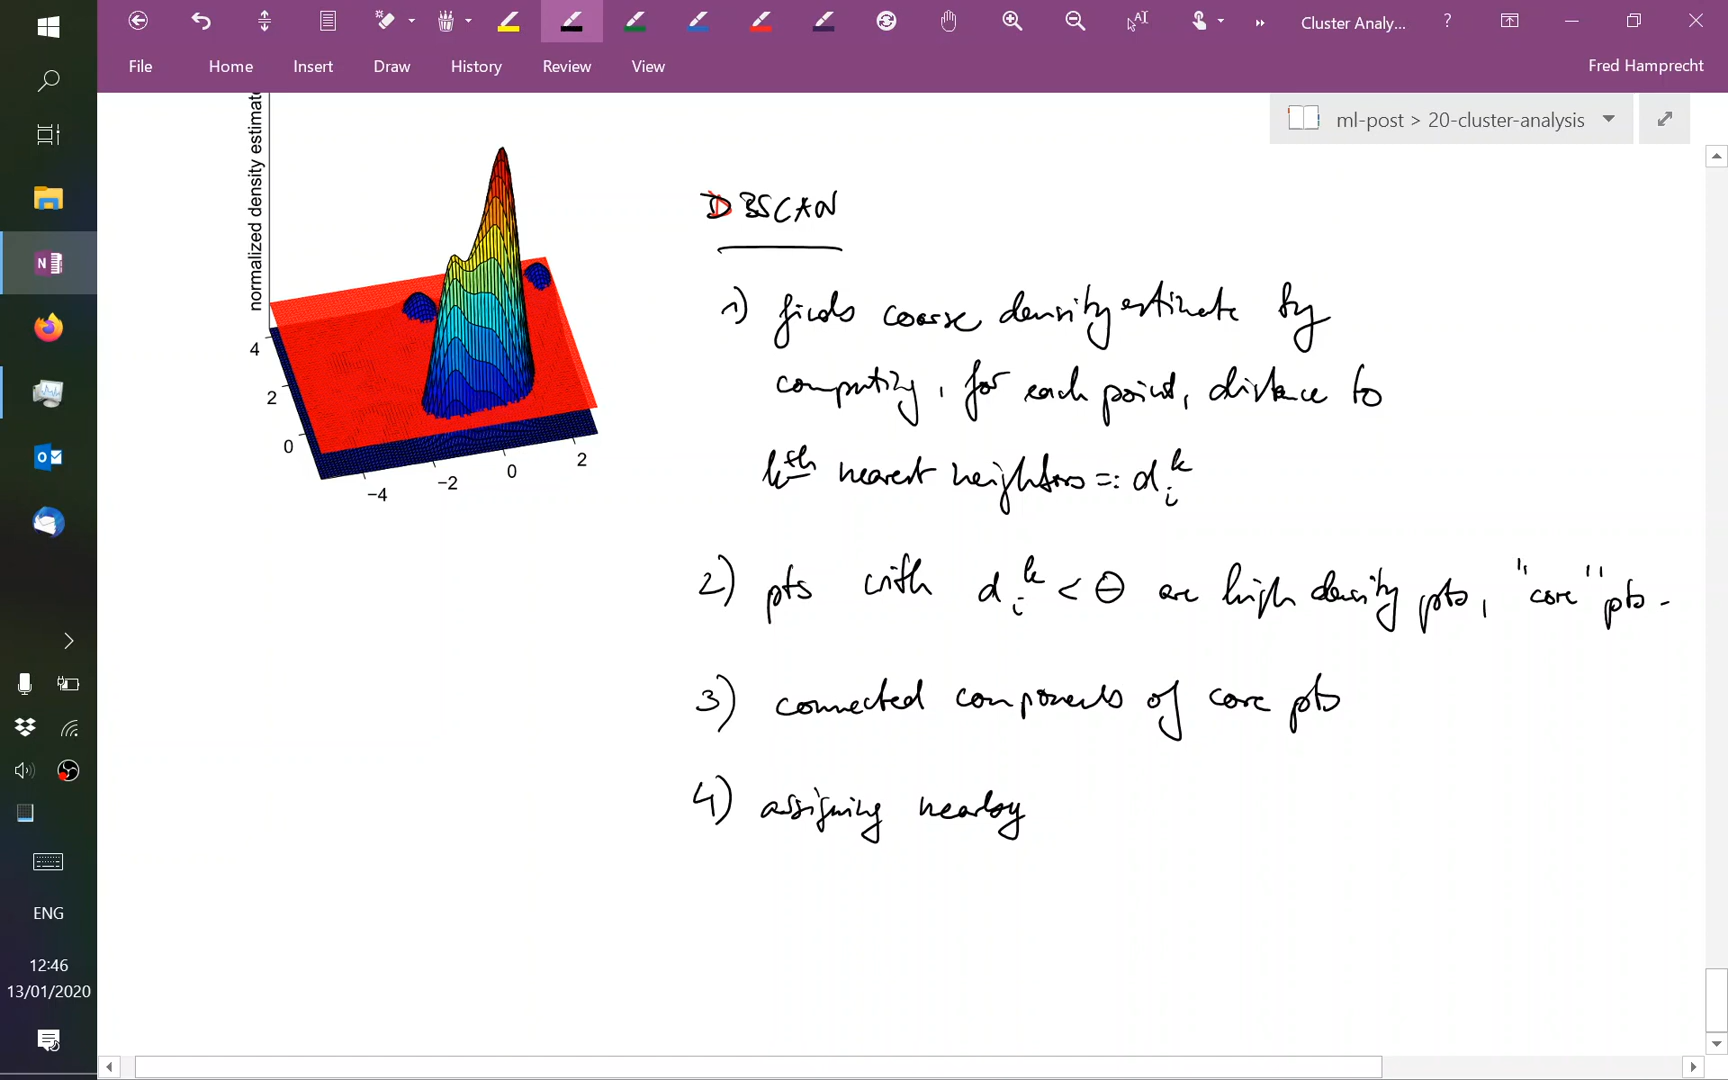 Cluster Analy...
?
File
Home
Insert
Draw
History
Review
View
Fred Hamprecht
ml-post > 20-cluster-analysis
normalized density estimate
4
2
0
−4
−2
0
2
DBSCAN
1) finds coarse density estimate by
computing, for each point, distance to
kth nearest neighbors =: d_i^k
2) pts with d_i^k < Θ are high density pts, "core" pts -
3) connected components of core pts
4) assigning nearby
ENG
12:46
13/01/2020